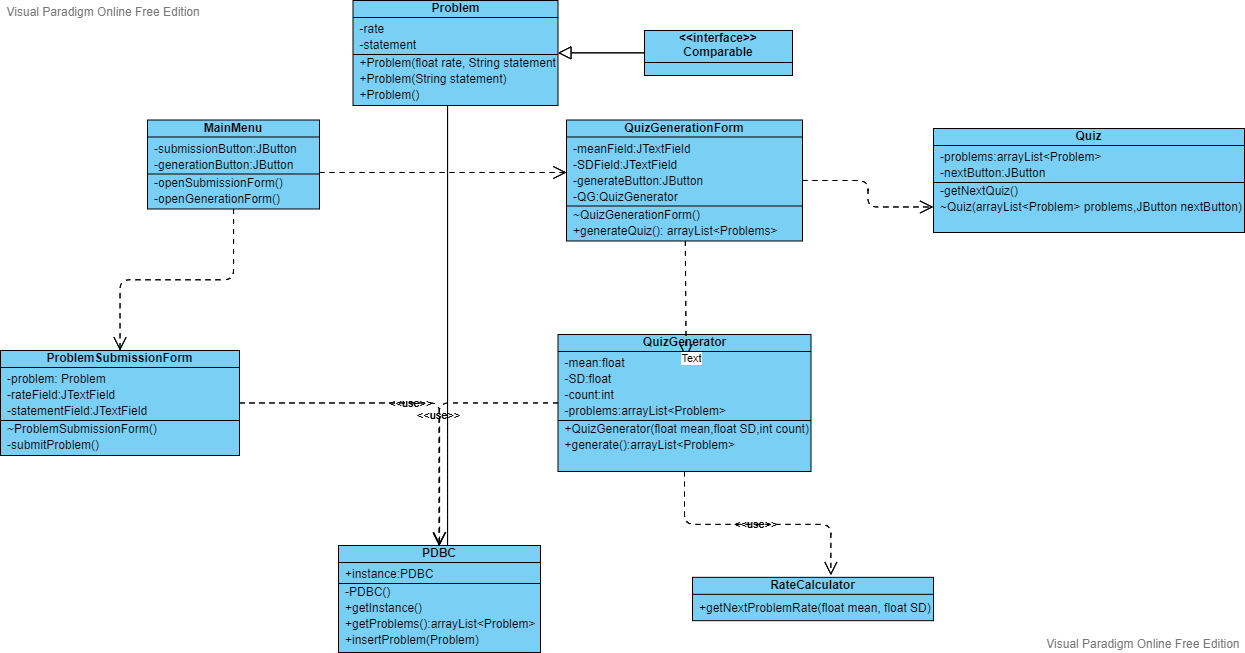 Visual Paradigm Online Free Edition
Problem
-rate
-statement
+Problem(float rate, String statement
+Problem(String statement)
+Problem()
<<interface>>
Comparable
MainMenu
-submissionButton:JButton
-generationButton:JButton
-openSubmissionForm()
-openGenerationForm()
QuizGenerationForm
-meanField:JTextField
-SDField:JTextField
-generateButton:JButton
-QG:QuizGenerator
~QuizGenerationForm()
+generateQuiz(): arrayList<Problems>
Quiz
-problems:arrayList<Problem>
-nextButton:JButton
-getNextQuiz()
~Quiz(arrayList<Problem> problems,JButton nextButton)
ProblemSubmissionForm
-problem: Problem
-rateField:JTextField
-statementField:JTextField
~ProblemSubmissionForm()
-submitProblem()
<<use>>
<<use>>
QuizGenerator
Text
-mean:float
-SD:float
-count:int
-problems:arrayList<Problem>
+QuizGenerator(float mean,float SD,int count)
+generate():arrayList<Problem>
<<use>>
PDBC
+instance:PDBC
-PDBC()
+getInstance()
+getProblems():arrayList<Problem>
+insertProblem(Problem)
RateCalculator
+getNextProblemRate(float mean, float SD)
Visual Paradigm Online Free Edition